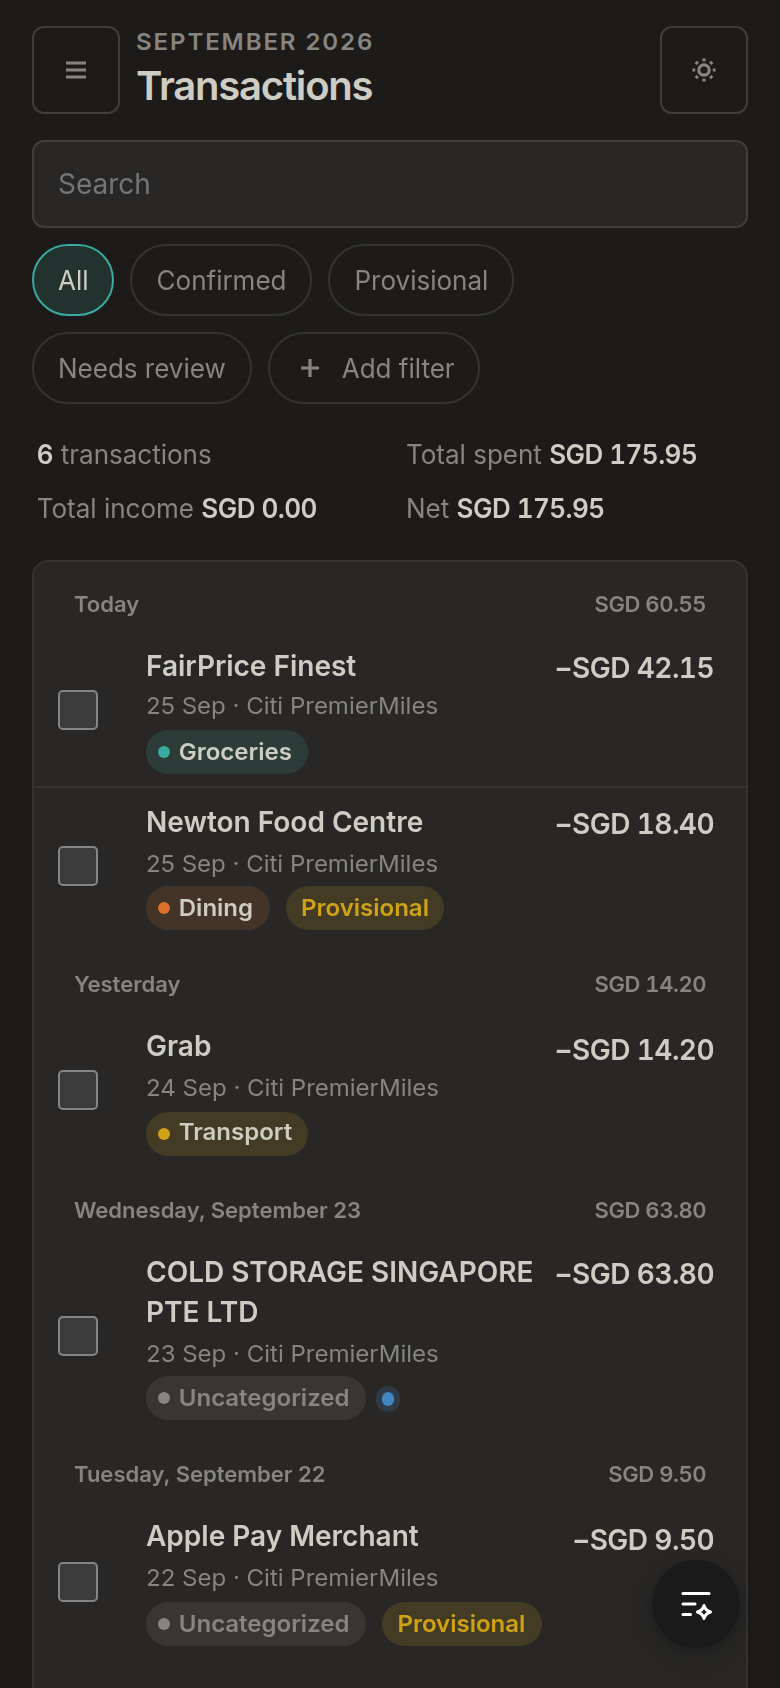 SEPTEMBER 2026
Transactions
Search
All Confirmed Provisional
Needs review + Add filter
6 transactions Total spent SGD 175.95
Total income SGD 0.00 Net SGD 175.95
Today SGD 60.55
FairPrice Finest −SGD 42.15
25 Sep · Citi PremierMiles
Groceries
Newton Food Centre −SGD 18.40
25 Sep · Citi PremierMiles
Dining Provisional
Yesterday SGD 14.20
Grab −SGD 14.20
24 Sep · Citi PremierMiles
Transport
Wednesday, September 23 SGD 63.80
COLD STORAGE SINGAPORE −SGD 63.80
PTE LTD
23 Sep · Citi PremierMiles
Uncategorized
Tuesday, September 22 SGD 9.50
Apple Pay Merchant −SGD 9.50
22 Sep · Citi PremierMiles
Uncategorized Provisional